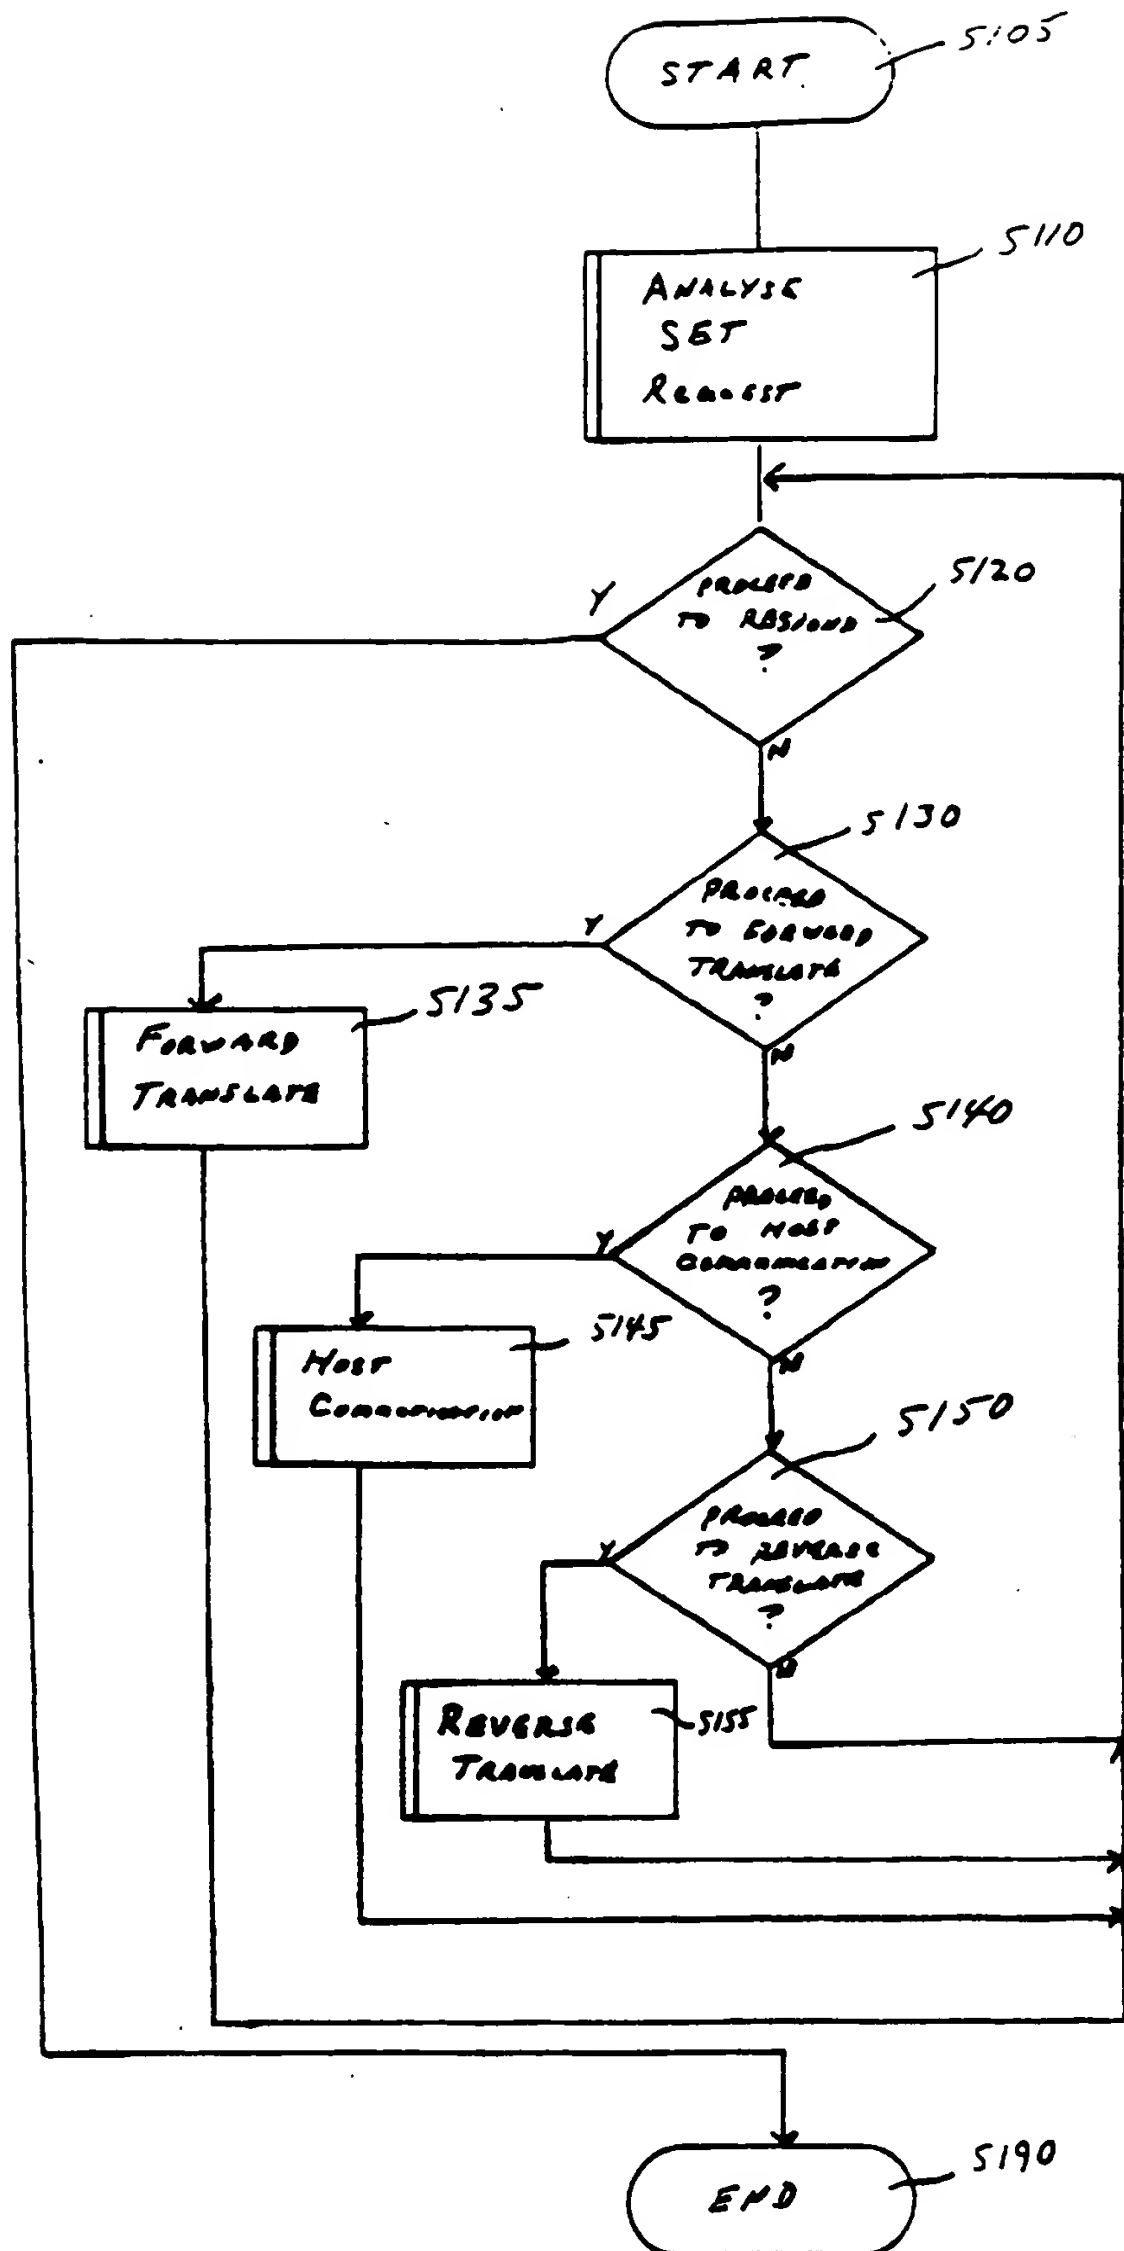 START
5105
5110
ANALYSE
SET
REQUEST
5120
Y
PROCEED
TO RESPOND
?
N
5130
Y
PROCEED
TO FORWARD
TRANSLATE
?
N
5135
FORWARD
TRANSLATE
5140
Y
PROCEED
TO HOST
COMMUNICATION
?
N
5145
HOST
COMMUNICATION
5150
Y
PROCEED
TO REVERSE
TRANSLATE
?
N
REVERSE
TRANSLATE
5155
5190
END